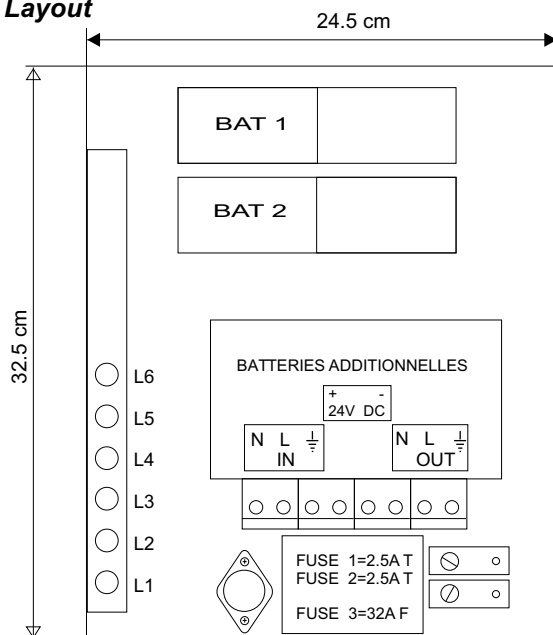 Layout
24.5 cm
32.5 cm
BAT 1
BAT 2
BATTERIES ADDITIONNELLES
+ -
24V DC
N L
IN
N L
OUT
L6
L5
L4
L3
L2
L1
FUSE 1=2.5A T
FUSE 2=2.5A T
FUSE 3=32A F